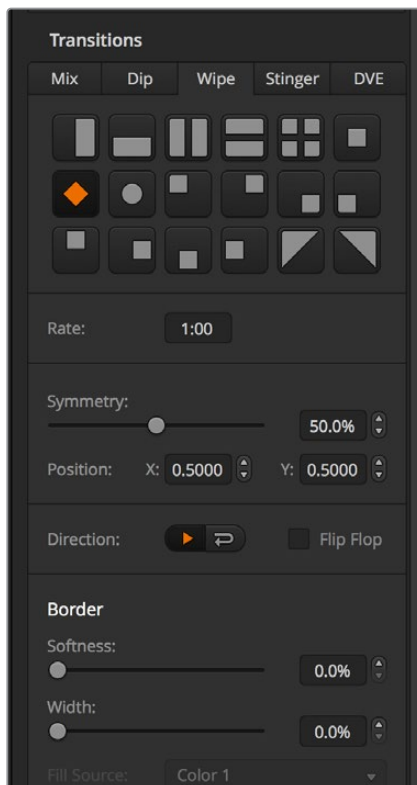 Transitions
Mix Dip Wipe Stinger DVE
Rate: 1:00
Symmetry:
50.0%
Position: X: 0.5000 Y: 0.5000
Direction: Flip Flop
Border
Softness:
0.0%
Width:
0.0%
Fill Source: Color 1